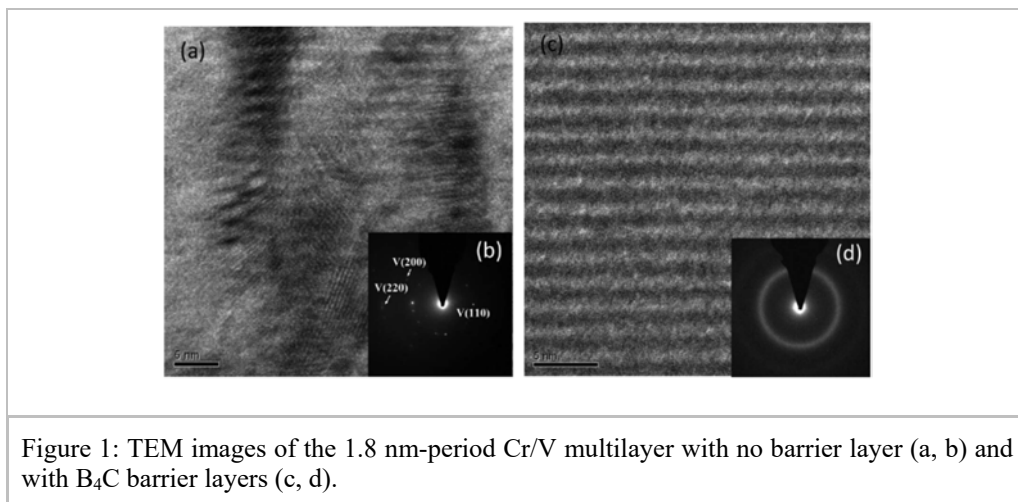 (a)
(c)
(b)
V(200)
V(220)
V(110)
(d)
5 nm
5 nm
Figure 1: TEM images of the 1.8 nm-period Cr/V multilayer with no barrier layer (a, b) and
with B₄C barrier layers (c, d).